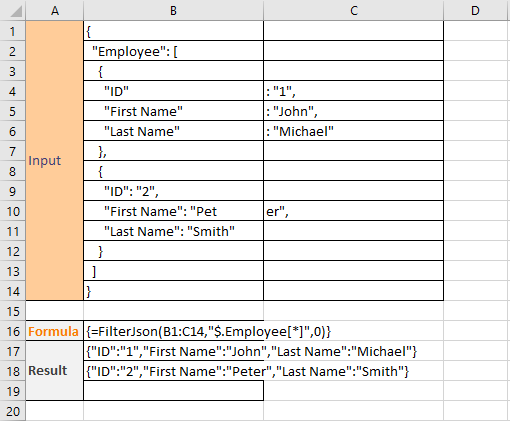 A B C D
1 {
2 "Employee": [
3 {
4 "ID" : "1",
5 "First Name" : "John",
6 "Last Name" : "Michael"
7 },
Input
8 {
9 "ID": "2",
10 "First Name": "Pet er",
11 "Last Name": "Smith"
12 }
13 ]
14 }
15
16 Formula {=FilterJson(B1:C14,"$.Employee[*]",0)}
17 {"ID":"1","First Name":"John","Last Name":"Michael"}
18 Result {"ID":"2","First Name":"Peter","Last Name":"Smith"}
19
20